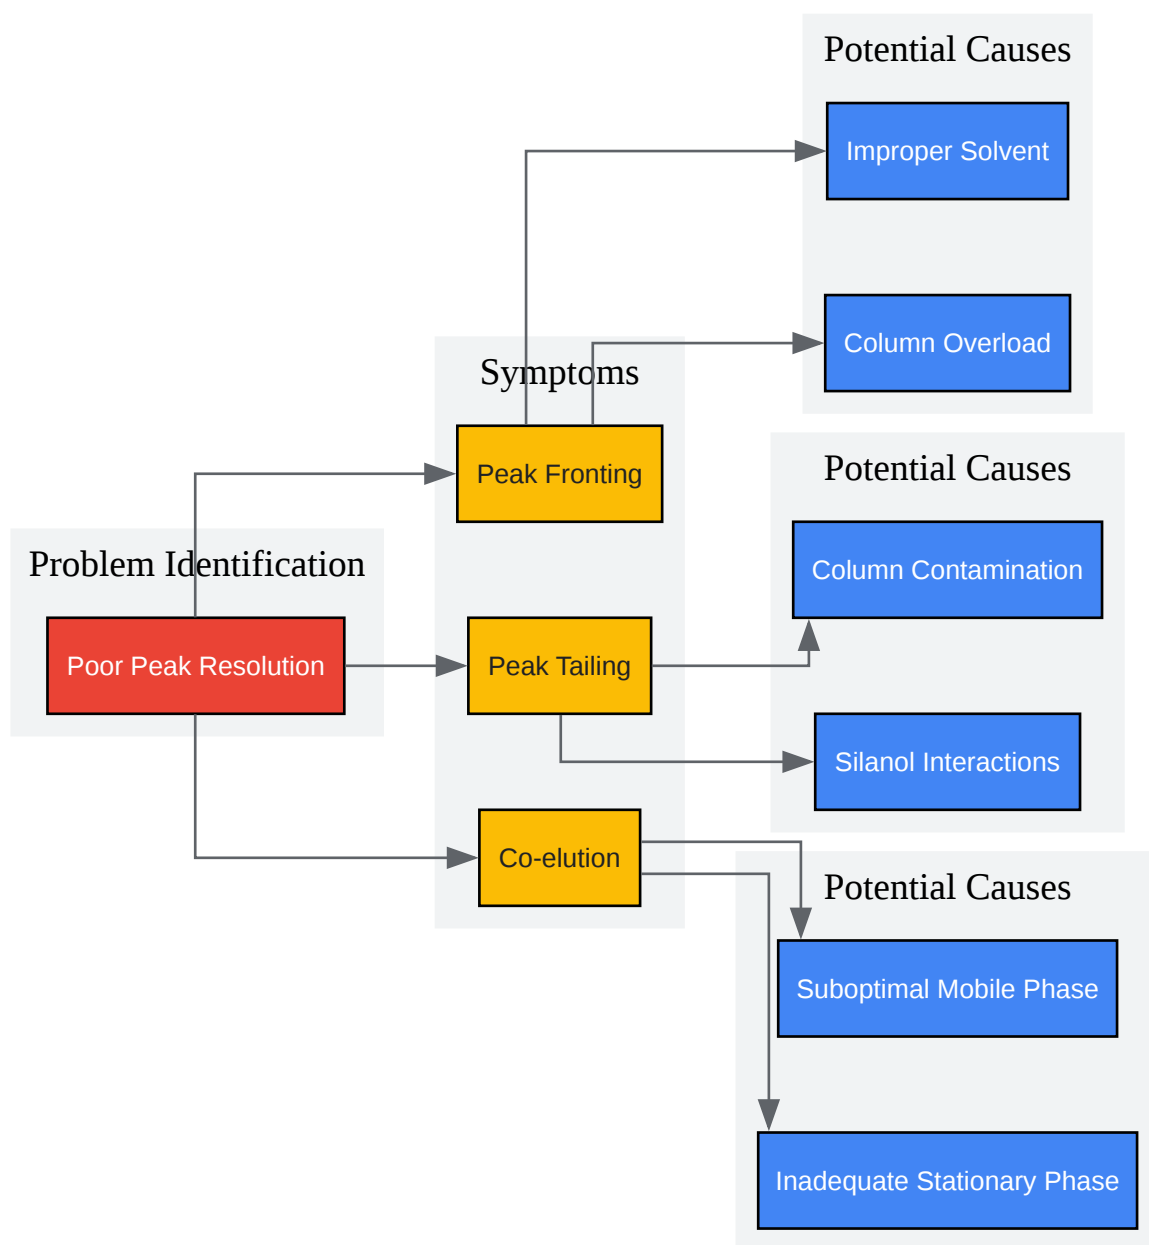 Problem Identification
Poor Peak Resolution
Symptoms
Peak Fronting
Peak Tailing
Co-elution
Potential Causes
Improper Solvent
Column Overload
Potential Causes
Column Contamination
Silanol Interactions
Potential Causes
Suboptimal Mobile Phase
Inadequate Stationary Phase